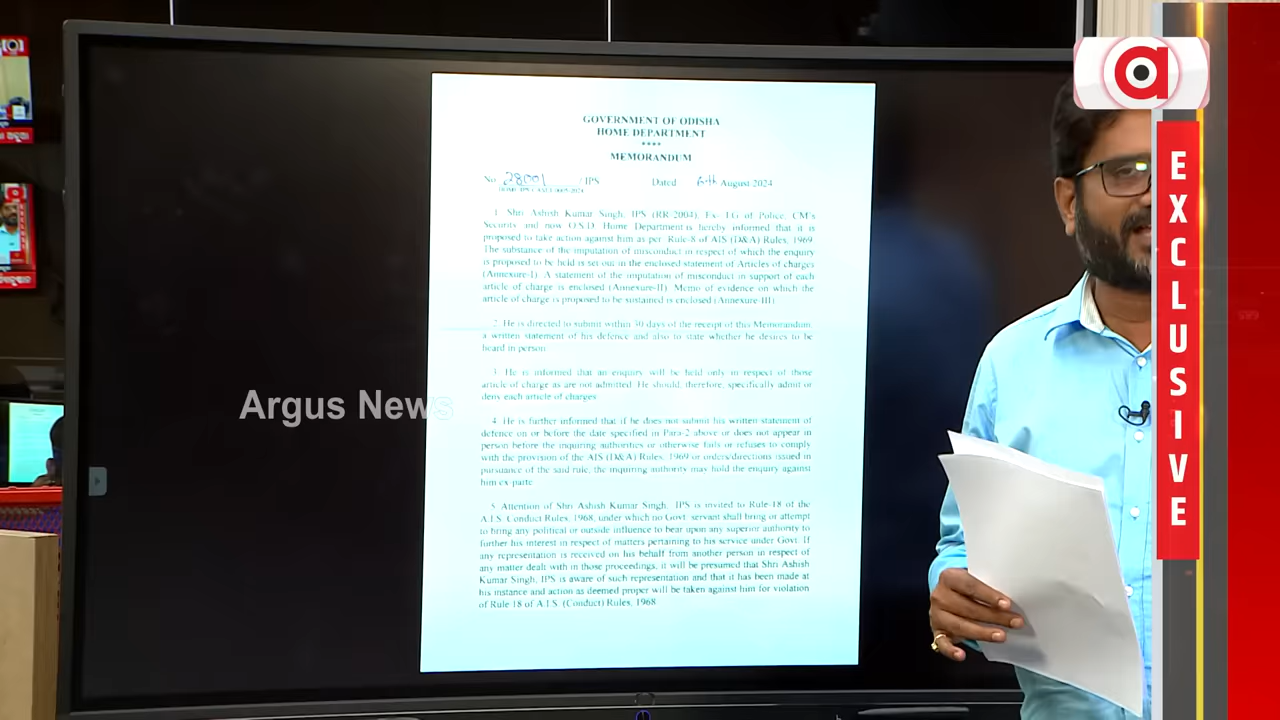 GOVERNMENT OF ODISHA
HOME DEPARTMENT
****
MEMORANDUM
No 28001 / IPS Dated August 2024
1. Shri Ashish Kumar Singh, IPS (RR-2004), Ex- I.G of Police, CM's
Security and now O.S.D. Home Department is hereby informed that it is
proposed to take action against him as per Rule-8 of AIS (D&A) Rules, 1969.
The substance of the imputation of misconduct in respect of which the enquiry
is proposed to be held is set out in the enclosed statement of Articles of charges
(Annexure-I). A statement of the imputation of misconduct in support of each
article of charge is enclosed (Annexure-II). Memo of evidence on which the
article of charge is proposed to be sustained is enclosed (Annexure-III)
2. He is directed to submit within 30 days of the receipt of this Memorandum,
a written statement of his defence and also to state whether he desires to be
heard in person.
3. He is informed that an enquiry will be held only in respect of those
article of charge as are not admitted. He should, therefore, specifically admit or
deny each article of charges.
4. He is further informed that if he does not submit his written statement of
defence on or before the date specified in Para-2 above or does not appear in
person before the inquiring authorities or otherwise fails or refuses to comply
with the provision of the AIS (D&A) Rules, 1969 or orders/directions issued in
pursuance of the said rule, the inquiring authority may hold the enquiry against
him ex-parte.
5. Attention of Shri Ashish Kumar Singh, IPS is invited to Rule-18 of the
A.I.S. Conduct Rules, 1968, under which no Govt. servant shall bring or attempt
to bring any political or outside influence to bear upon any superior authority to
further his interest in respect of matters pertaining to his service under Govt. If
any representation is received on his behalf from another person in respect of
any matter dealt with in those proceedings, it will be presumed that Shri Ashish
Kumar Singh, IPS is aware of such representation and that it has been made at
his instance and action as deemed proper will be taken against him for violation
of Rule 18 of A.I.S. (Conduct) Rules, 1968
Argus News
a
EXCLUSIVE